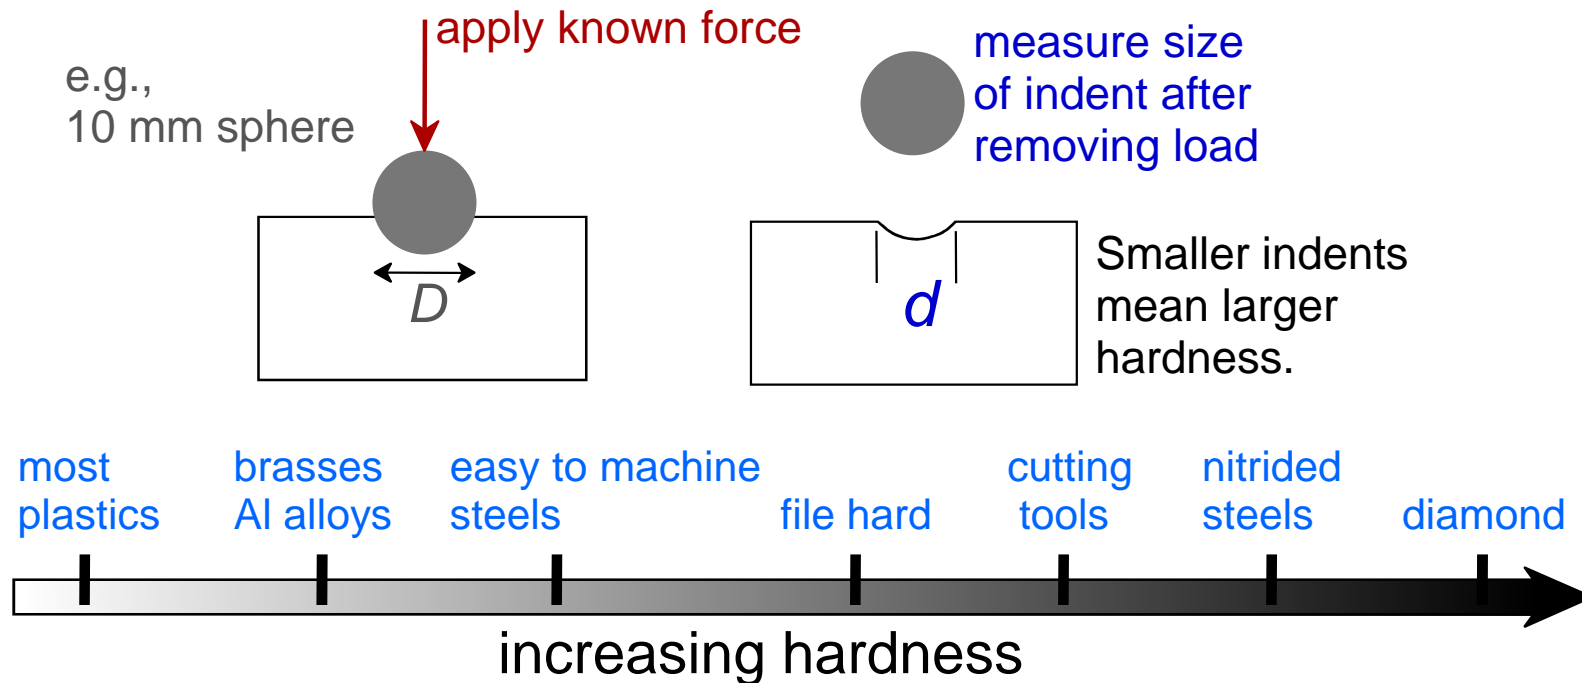 apply known force
e.g.,
10 mm sphere
D
measure size
of indent after
removing load
d
Smaller indents
mean larger
hardness.
most
plastics
brasses
Al alloys
easy to machine
steels
file hard
cutting
tools
nitrided
steels
diamond
increasing hardness